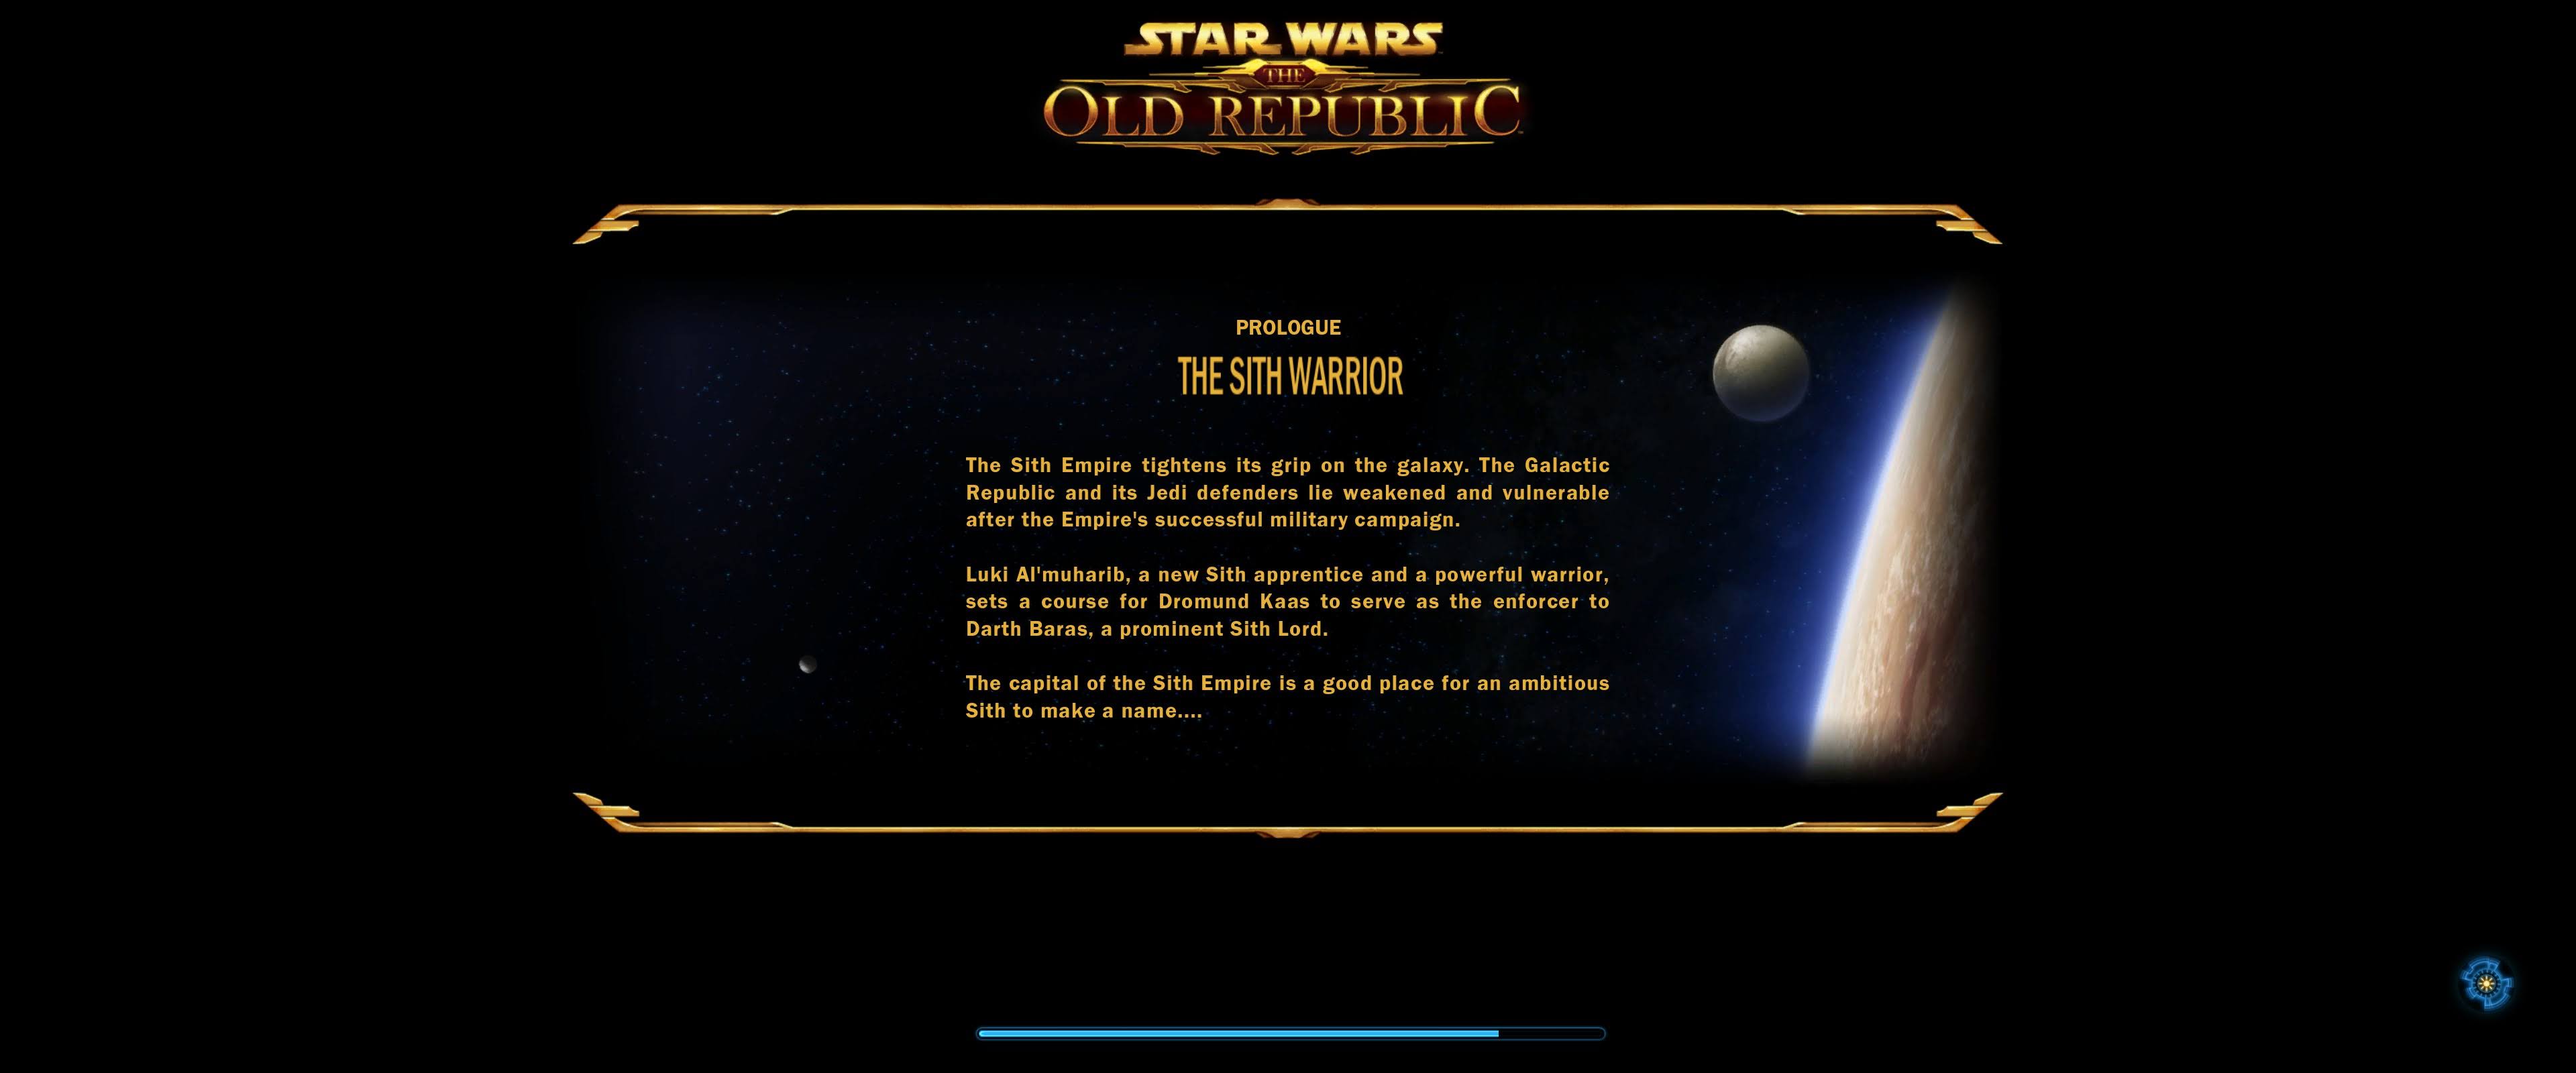 STAR WARS
THE
OLD REPUBLIC
PROLOGUE
THE SITH WARRIOR
The Sith Empire tightens its grip on the galaxy. The Galactic
Republic and its Jedi defenders lie weakened and vulnerable
after the Empire's successful military campaign.
Luki Al'muharib, a new Sith apprentice and a powerful warrior,
sets a course for Dromund Kaas to serve as the enforcer to
Darth Baras, a prominent Sith Lord.
The capital of the Sith Empire is a good place for an ambitious
Sith to make a name....